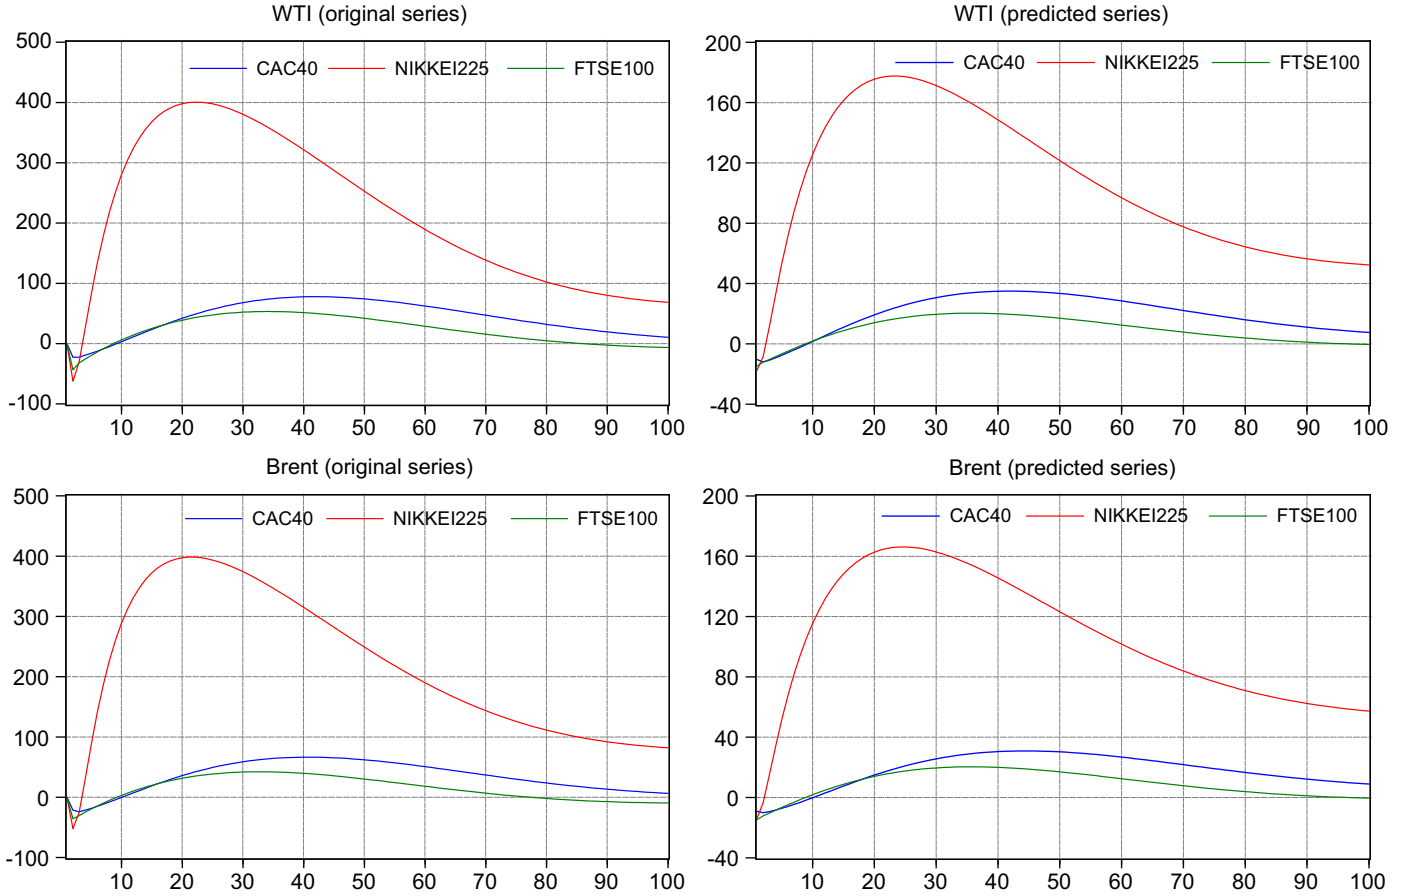 WTI (original series)
500
400
300
200
100
0
-100
CAC40 NIKKEI225 FTSE100
10 20 30 40 50 60 70 80 90 100
WTI (predicted series)
200
160
120
80
40
0
-40
CAC40 NIKKEI225 FTSE100
10 20 30 40 50 60 70 80 90 100
Brent (original series)
500
400
300
200
100
0
-100
CAC40 NIKKEI225 FTSE100
10 20 30 40 50 60 70 80 90 100
Brent (predicted series)
200
160
120
80
40
0
-40
CAC40 NIKKEI225 FTSE100
10 20 30 40 50 60 70 80 90 100